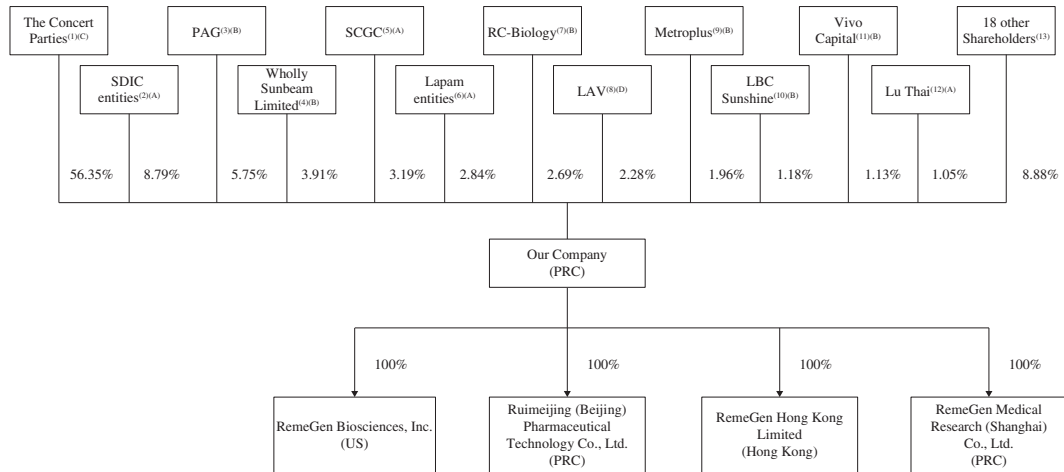 The Concert
Parties(1)(C)
PAG(3)(B)
SCGC(5)(A)
RC-Biology(7)(B)
Metroplus(9)(B)
Vivo
Capital(11)(B)
18 other
Shareholders(13)
SDIC
entities(2)(A)
Wholly
Sunbeam
Limited(4)(B)
Lapam
entities(6)(A)
LAV(8)(D)
LBC
Sunshine(10)(B)
Lu Thai(12)(A)
56.35%
8.79%
5.75%
3.91%
3.19%
2.84%
2.69%
2.28%
1.96%
1.18%
1.13%
1.05%
8.88%
Our Company
(PRC)
100%
100%
100%
100%
RemeGen Biosciences, Inc.
(US)
Ruimeijing (Beijing)
Pharmaceutical
Technology Co., Ltd.
(PRC)
RemeGen Hong Kong
Limited
(Hong Kong)
RemeGen Medical
Research (Shanghai)
Co., Ltd.
(PRC)